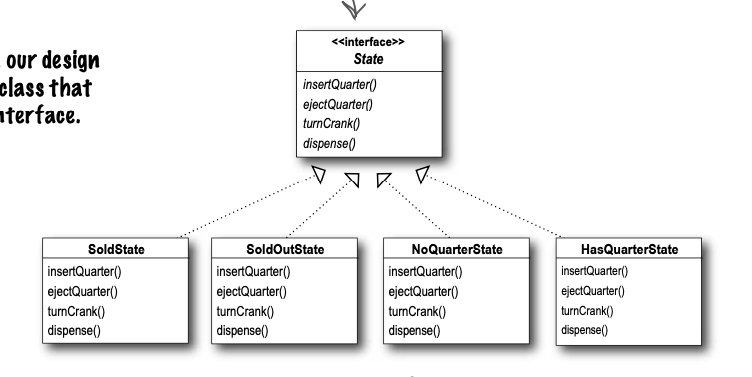 our design
class that
nterface.
<<interface>>
State
insertQuarter()
ejectQuarter()
turnCrank()
dispense()
SoldState
insertQuarter()
ejectQuarter()
turnCrank()
dispense()
SoldOutState
insertQuarter()
ejectQuarter()
turnCrank()
dispense()
NoQuarterState
insertQuarter()
ejectQuarter()
turnCrank()
dispense()
HasQuarterState
insertQuarter()
ejectQuarter()
turnCrank()
dispense()